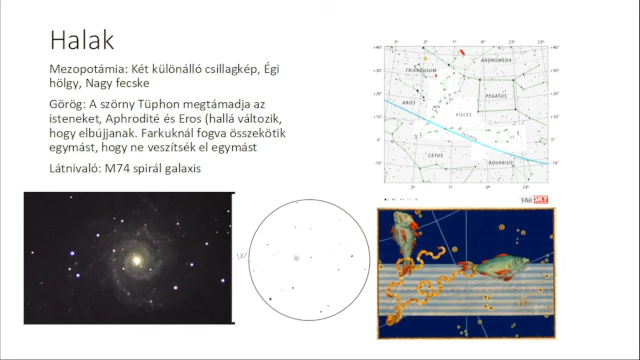 Halak
Mezopotámia: Két különálló csillagkép, Égi
hölgy, Nagy fecske
Görög: A szörny Tüphon megtámadja az
isteneket, Aphrodité és Eros (hallá változik,
hogy elbújjanak. Farkuknál fogva összekötik
egymást, hogy ne veszítsék el egymást
Látnivaló: M74 spirál galaxis
ANDROMEDA
TRIANGULUM
PEGASUS
ARIES
PISCES
CETUS
AQUARIUS
SKY
W